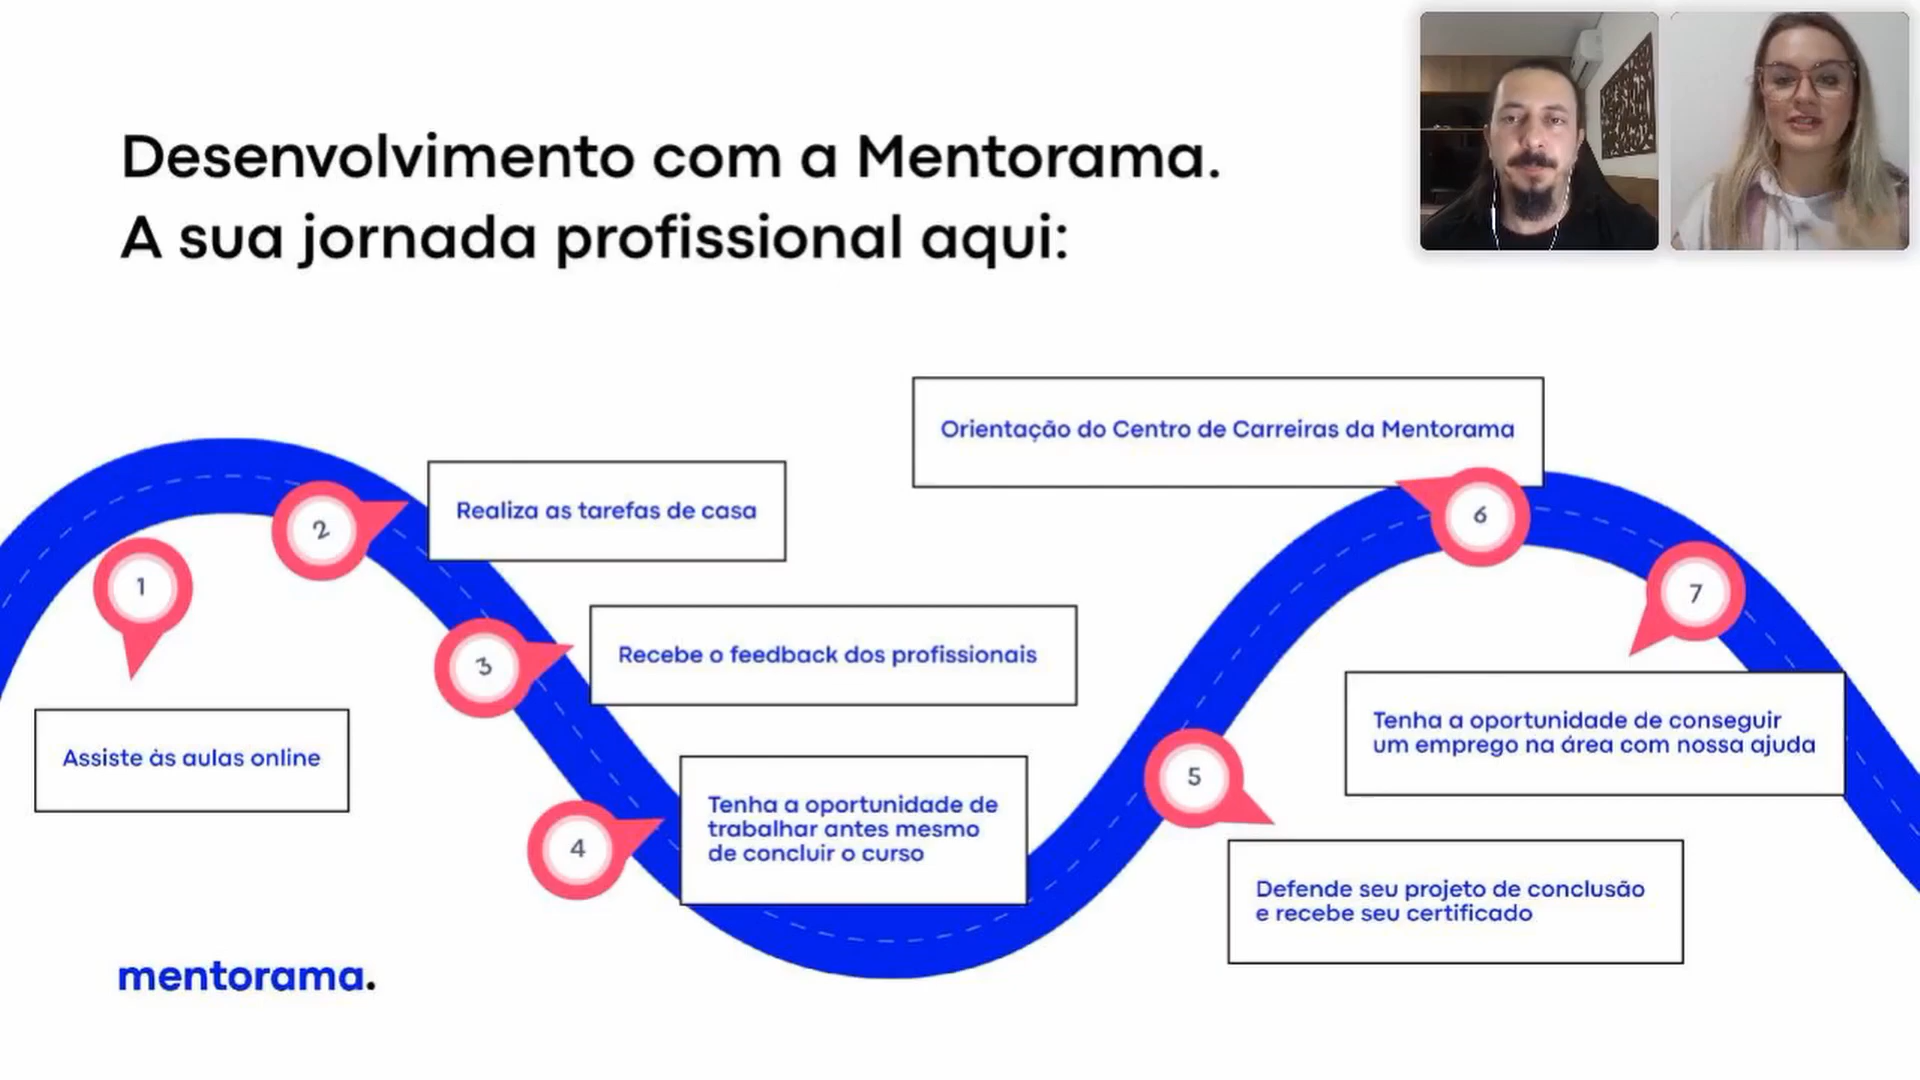 Desenvolvimento com a Mentorama.
A sua jornada profissional aqui:
1
Assiste às aulas online
2
Realiza as tarefas de casa
3
Recebe o feedback dos profissionais
4
Tenha a oportunidade de
trabalhar antes mesmo
de concluir o curso
5
Defende seu projeto de conclusão
e recebe seu certificado
6
Orientação do Centro de Carreiras da Mentorama
7
Tenha a oportunidade de conseguir
um emprego na área com nossa ajuda
mentorama.